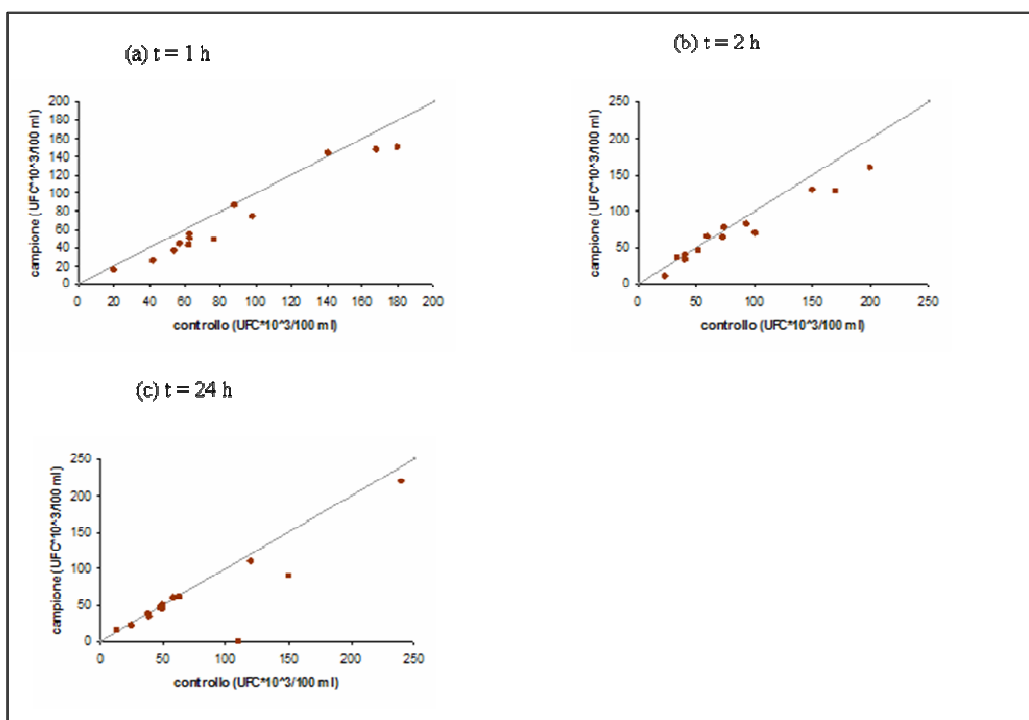 (a) t = 1 h
200
180
160
140
120
100
80
60
40
20
0
campione (UFC*10^3/100 ml)
0 20 40 60 80 100 120 140 160 180 200
controllo (UFC*10^3/100 ml)
(b) t = 2 h
250
200
150
100
50
0
campione (UFC*10^3/100 ml)
0 50 100 150 200 250
controllo (UFC*10^3/100 ml)
(c) t = 24 h
250
200
150
100
50
0
campione (UFC*10^3/100 ml)
0 50 100 150 200 250
controllo (UFC*10^3/100 ml)